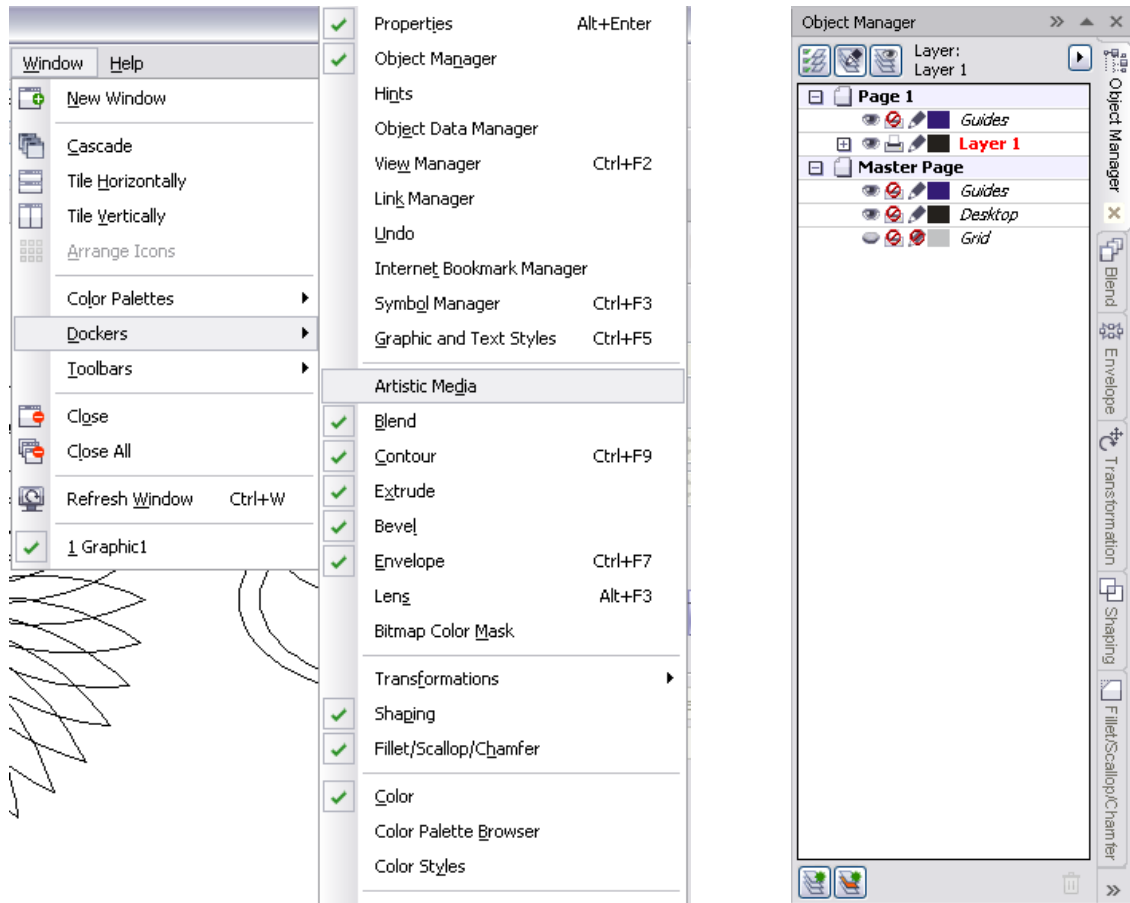 Window Help
New Window
Cascade
Tile Horizontally
Tile Vertically
Arrange Icons
Color Palettes
Dockers
Toolbars
Close
Close All
Refresh Window Ctrl+W
1 Graphic1
Properties Alt+Enter
Object Manager
Hints
Object Data Manager
View Manager Ctrl+F2
Link Manager
Undo
Internet Bookmark Manager
Symbol Manager Ctrl+F3
Graphic and Text Styles Ctrl+F5
Artistic Media
Blend
Contour Ctrl+F9
Extrude
Bevel
Envelope Ctrl+F7
Lens Alt+F3
Bitmap Color Mask
Transformations
Shaping
Fillet/Scallop/Chamfer
Color
Color Palette Browser
Color Styles
Object Manager
Layer:
Layer 1
Page 1
Guides
Layer 1
Master Page
Guides
Desktop
Grid
Object Manager
Blend
Envelope
Transformation
Shaping
Fillet/Scallop/Chamfer